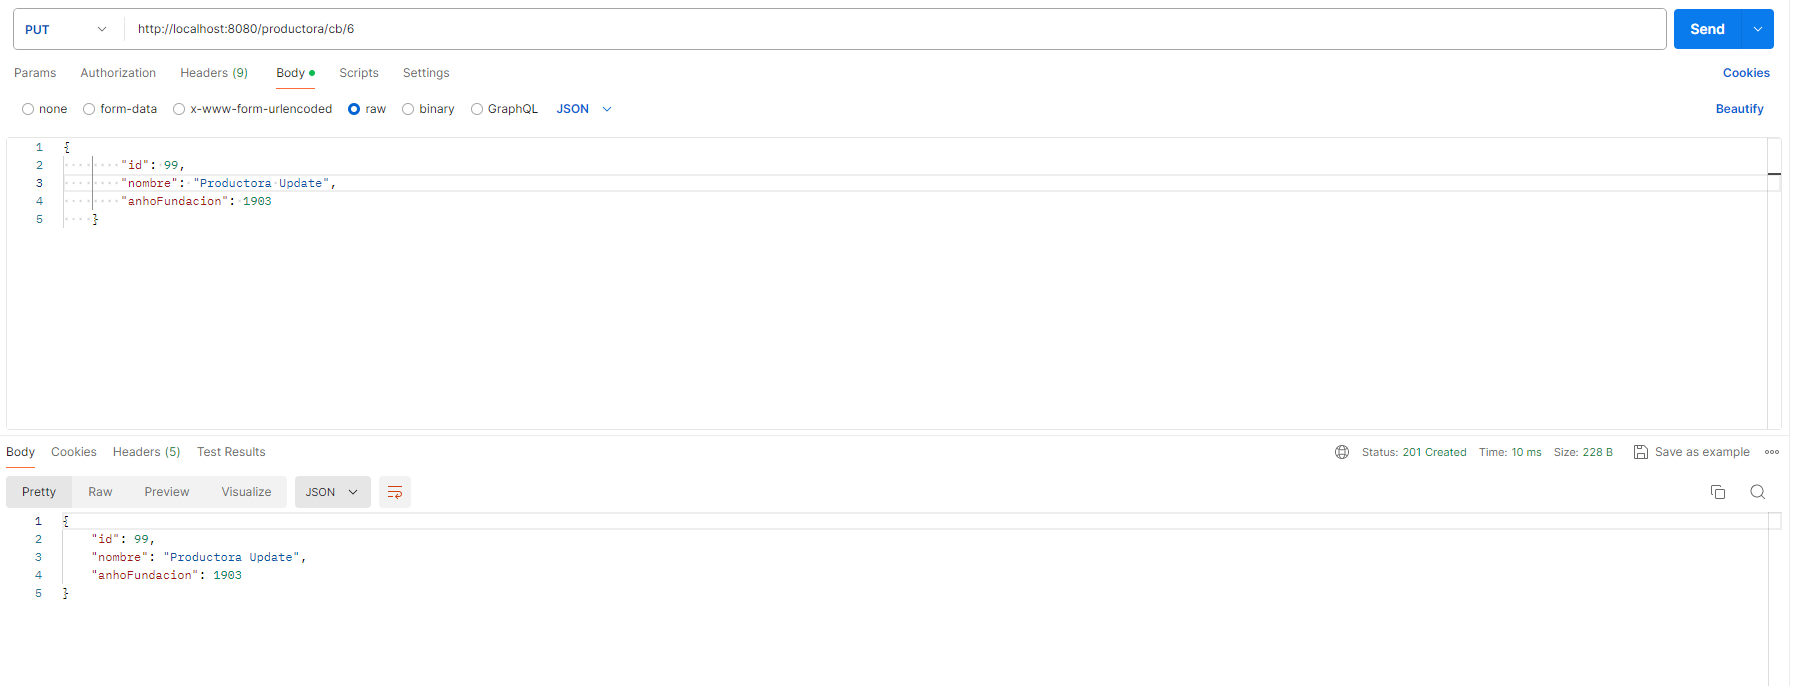 PUT http://localhost:8080/productora/cb/6 Send
Params Authorization Headers (9) Body Scripts Settings Cookies
none form-data x-www-form-urlencoded raw binary GraphQL JSON Beautify
1 {
2 "id": 99,
3 "nombre": "Productora Update",
4 "anhoFundacion": 1903
5 }
Body Cookies Headers (5) Test Results Status: 201 Created Time: 10 ms Size: 228 B Save as example
Pretty Raw Preview Visualize JSON
1 {
2 "id": 99,
3 "nombre": "Productora Update",
4 "anhoFundacion": 1903
5 }